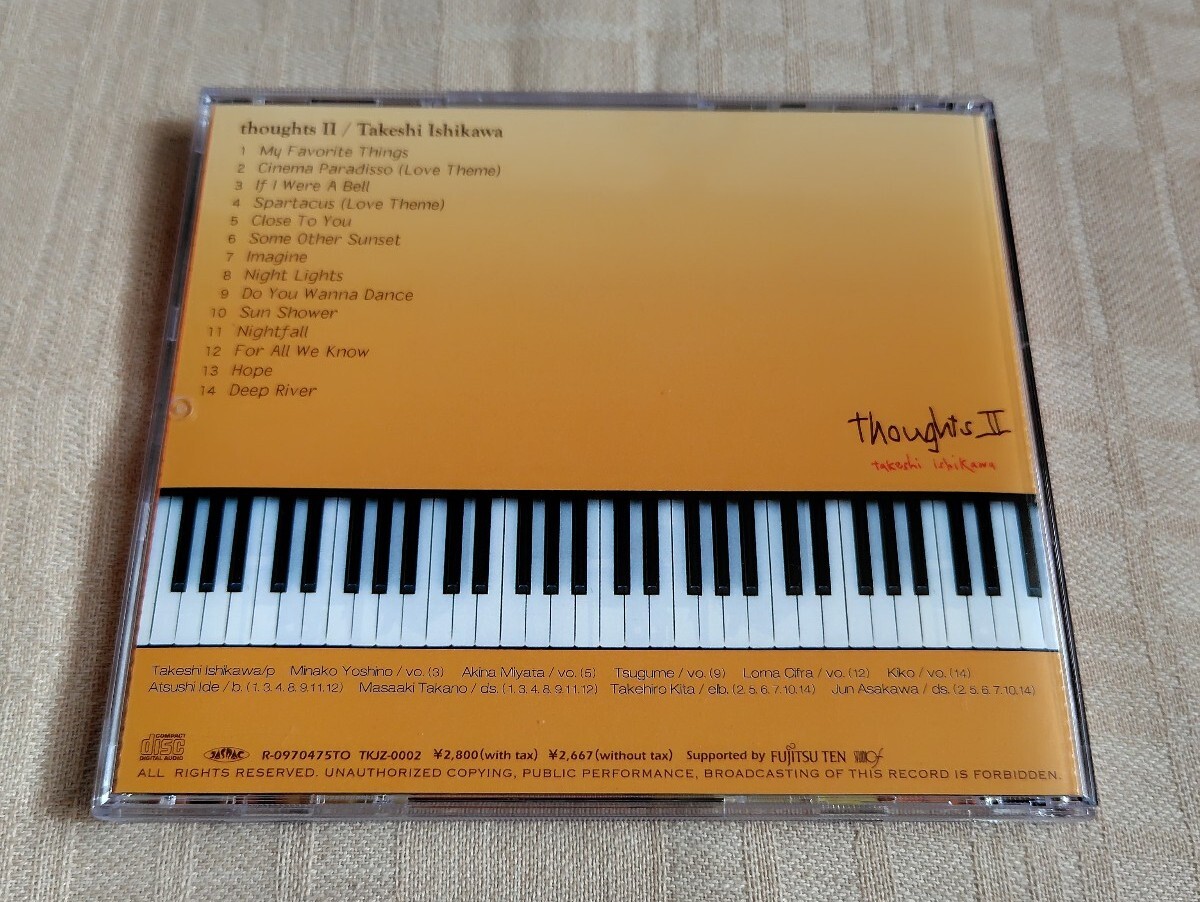 thoughts II / Takeshi Ishikawa
1 My Favorite Things
2 Cinema Paradisso (Love Theme)
3 If I Were A Bell
4 Spartacus (Love Theme)
5 Close To You
6 Some Other Sunset
7 Imagine
8 Night Lights
9 Do You Wanna Dance
10 Sun Shower
11 Nightfall
12 For All We Know
13 Hope
14 Deep River
thoughts II
takeshi ishikawa
Takeshi Ishikawa/p Minako Yoshino / vo. (3) Akina Miyata / vo. (5) Tsugume / vo. (9) Lorna Cifra / vo. (12) Kiko / vo. (14)
Atsushi Ide / b. (1. 3. 4. 8. 9. 11. 12) Masaaki Takano / ds. (1. 3. 4. 8. 9. 11. 12) Takehiro Kita / elb. (2. 5. 6. 7. 10. 14) Jun Asakawa / ds. (2. 5. 6. 7. 10. 14)
COMPACT disc DIGITAL AUDIO JASRAC R-0970475TO TKJZ-0002 ¥2,800(with tax) ¥2,667(without tax) Supported by FUJITSU TEN
ALL RIGHTS RESERVED. UNAUTHORIZED COPYING, PUBLIC PERFORMANCE, BROADCASTING OF THIS RECORD IS FORBIDDEN.